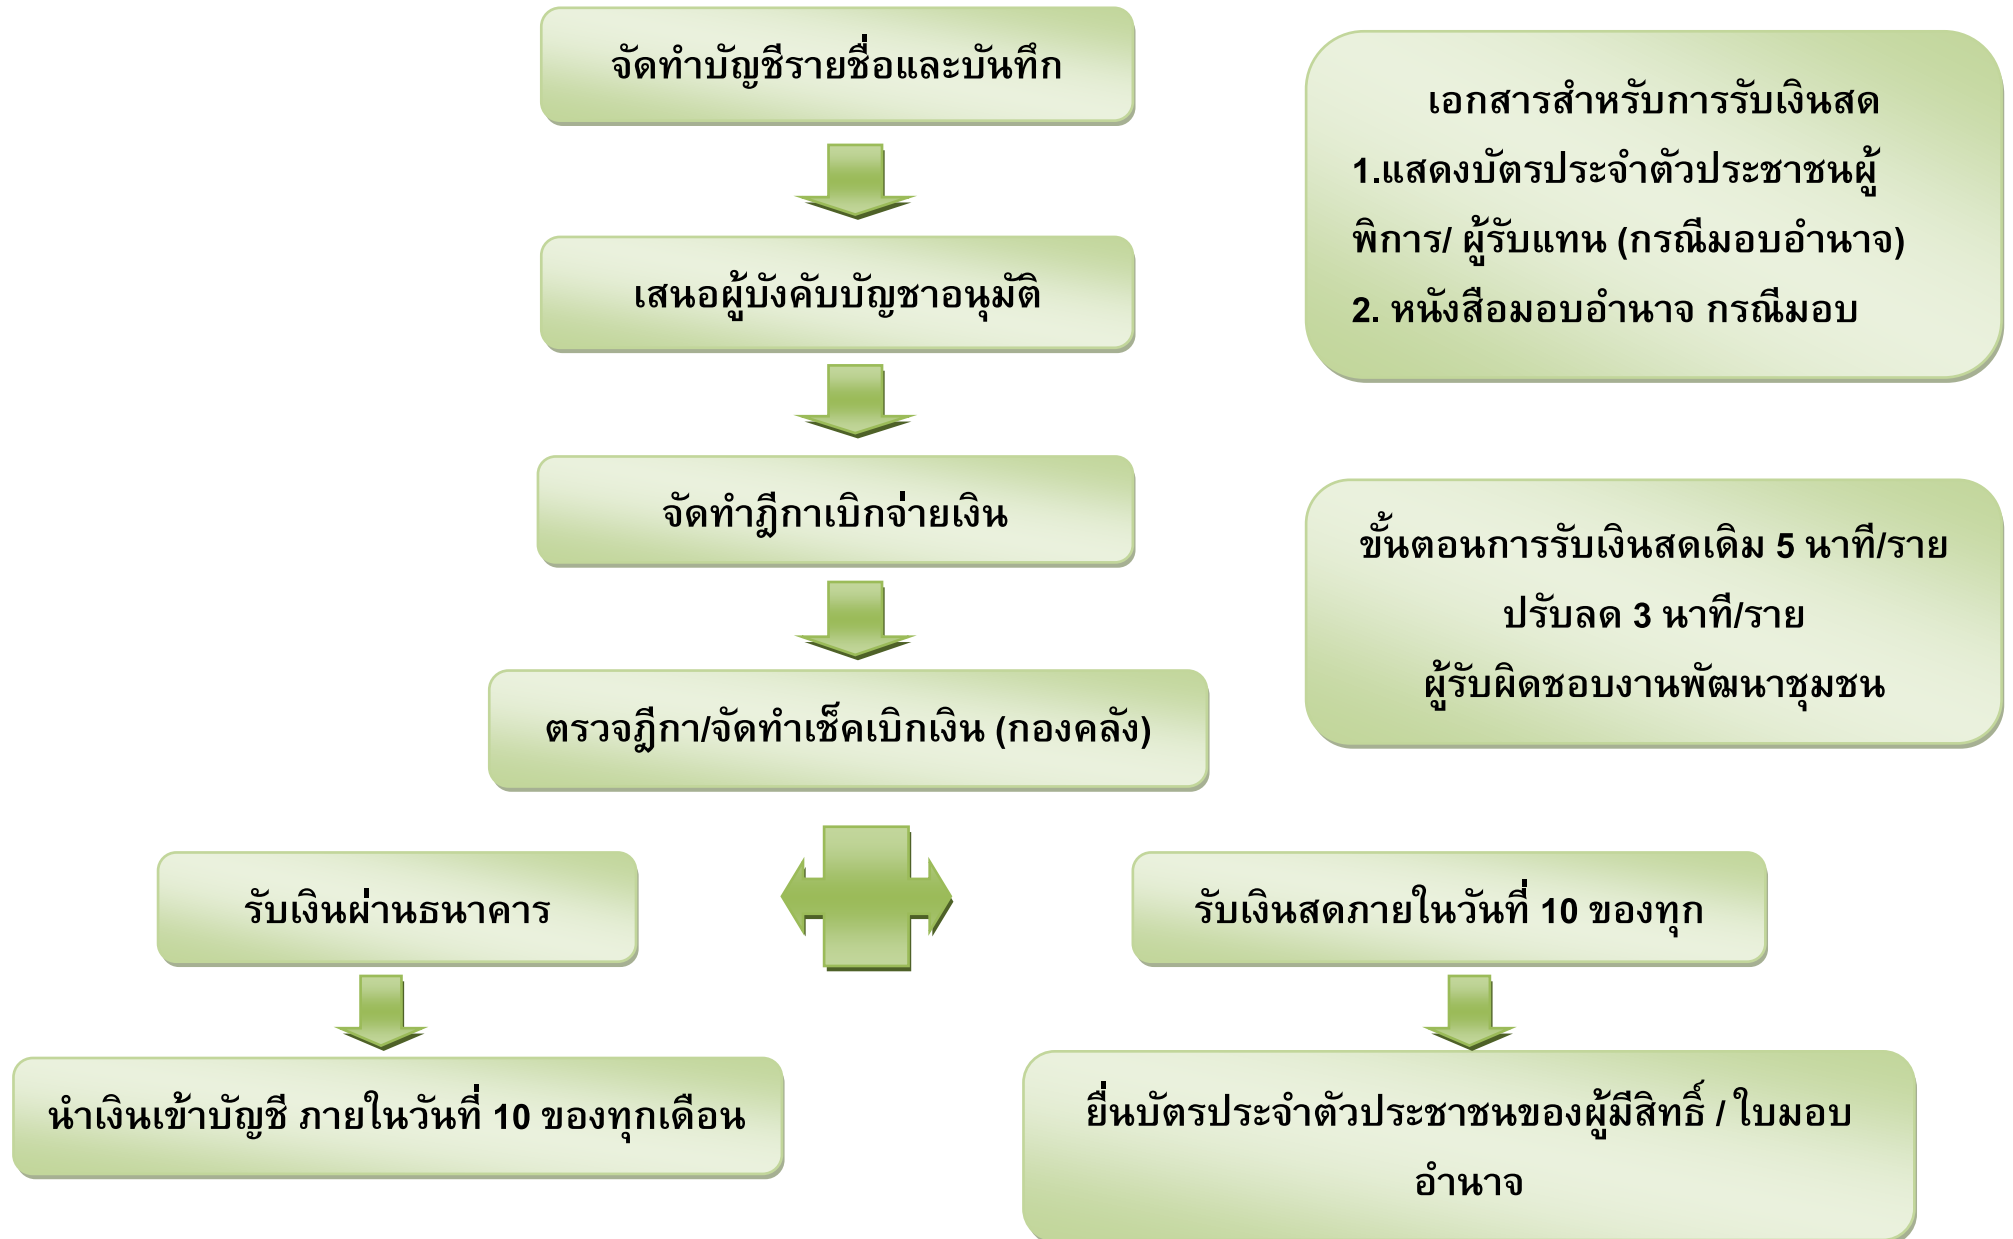 จัดทำบัญชีรายชื่อและบันทึก
เสนอผู้บังคับบัญชาอนุมัติ
จัดทำฎีกาเบิกจ่ายเงิน
ตรวจฎีกา/จัดทำเช็คเบิกเงิน (กองคลัง)
รับเงินผ่านธนาคาร
นำเงินเข้าบัญชี ภายในวันที่ 10 ของทุกเดือน
รับเงินสดภายในวันที่ 10 ของทุก
ยื่นบัตรประจำตัวประชาชนของผู้มีสิทธิ์ / ใบมอบ
อำนาจ
เอกสารสำหรับการรับเงินสด
1.แสดงบัตรประจำตัวประชาชนผู้
พิการ/ ผู้รับแทน (กรณีมอบอำนาจ)
2. หนังสือมอบอำนาจ กรณีมอบ
ขั้นตอนการรับเงินสดเดิม 5 นาที/ราย
ปรับลด 3 นาที/ราย
ผู้รับผิดชอบงานพัฒนาชุมชน